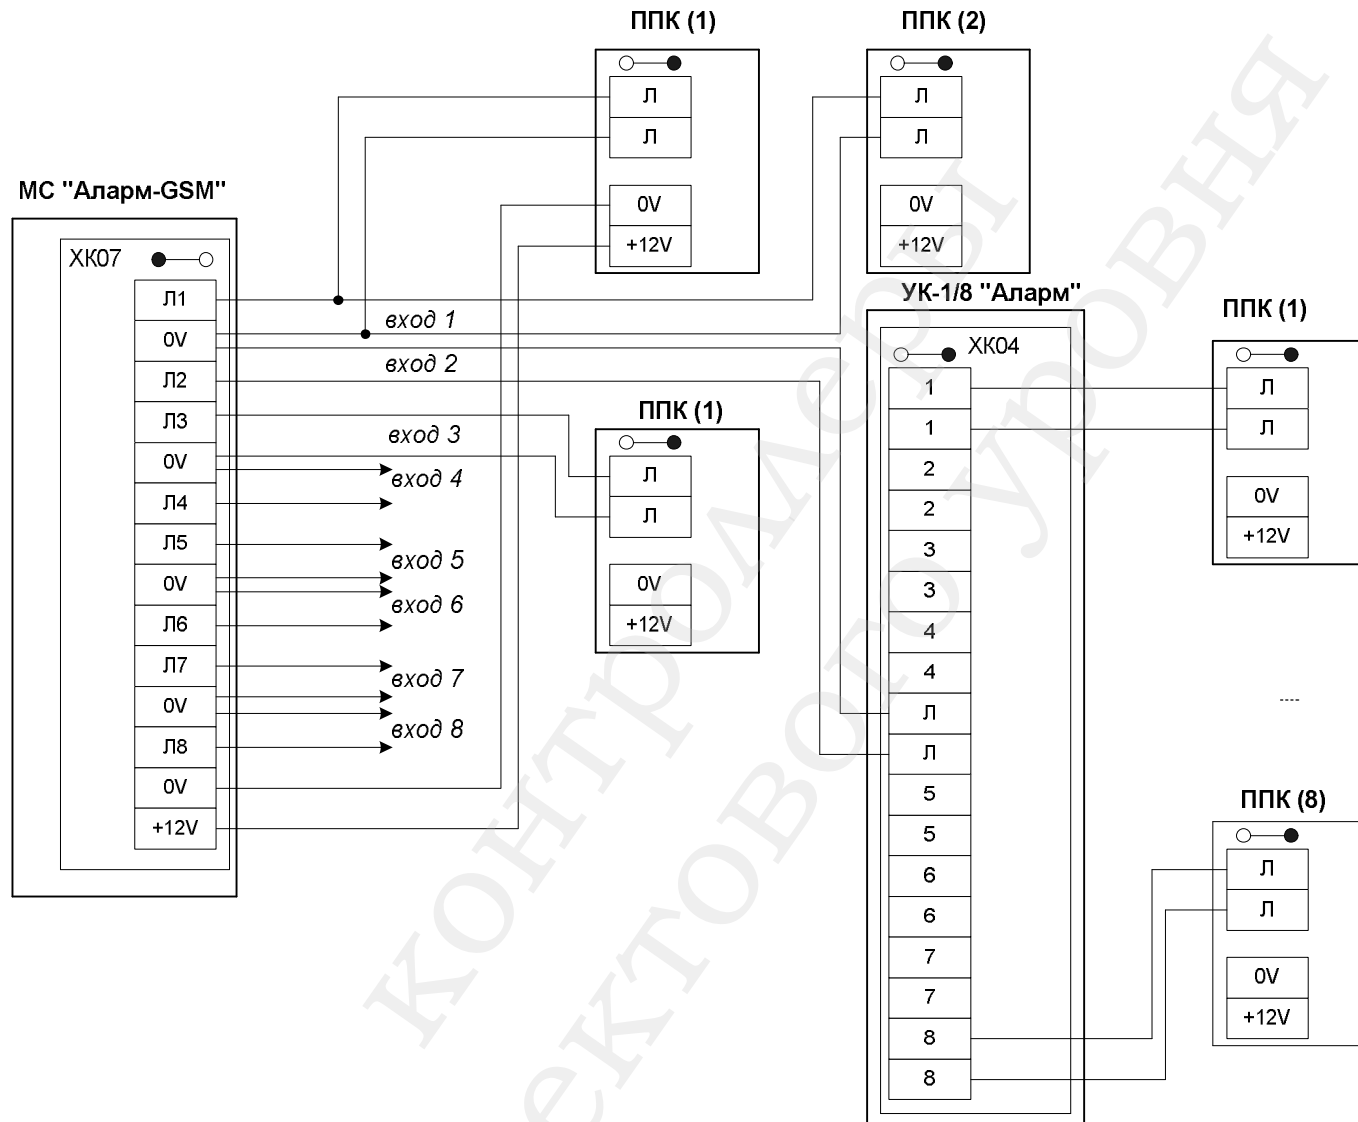 ППК (1)
Л
Л
0V
+12V
ППК (2)
Л
Л
0V
+12V
МС "Аларм-GSM"
ХК07
Л1
0V
Л2
Л3
0V
Л4
Л5
0V
Л6
Л7
0V
Л8
0V
+12V
вход 1
вход 2
вход 3
вход 4
вход 5
вход 6
вход 7
вход 8
ППК (1)
Л
Л
0V
+12V
УК-1/8 "Аларм"
ХК04
1
1
2
2
3
3
4
4
Л
Л
5
5
6
6
7
7
8
8
ППК (1)
Л
Л
0V
+12V
----
ППК (8)
Л
Л
0V
+12V
контроллеры
ектового уровня